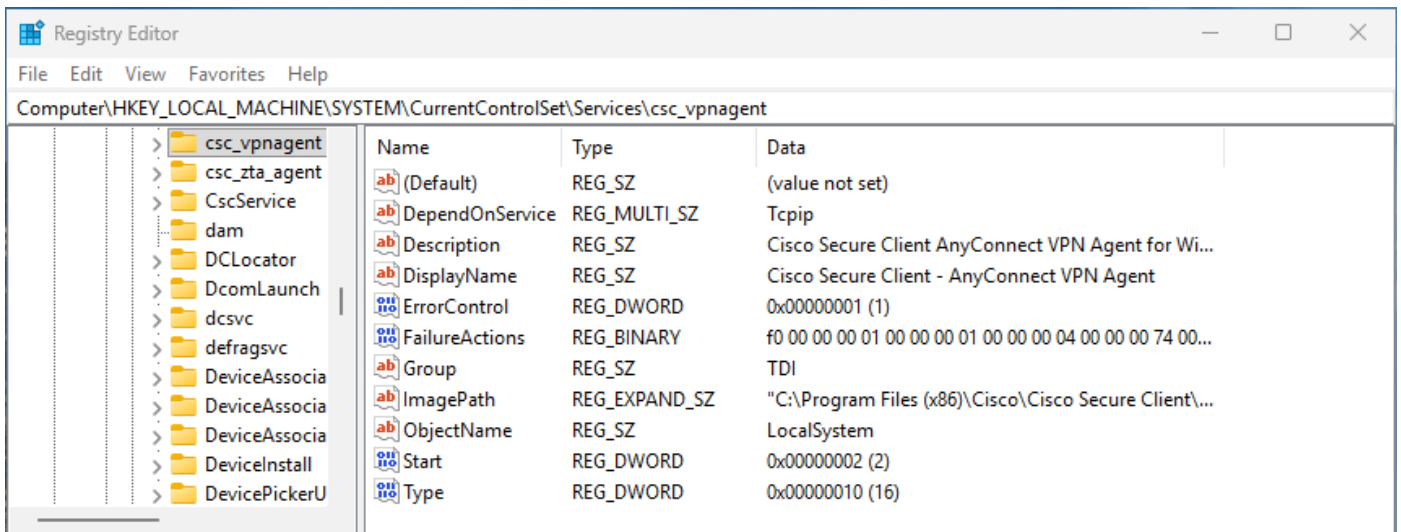 Registry Editor
File Edit View Favorites Help
Computer\HKEY_LOCAL_MACHINE\SYSTEM\CurrentControlSet\Services\csc_vpnagent
csc_vpnagent
csc_zta_agent
CscService
dam
DCLocator
DcomLaunch
dcsvc
defragsvc
DeviceAssocia
DeviceAssocia
DeviceAssocia
DeviceInstall
DevicePickerU
Name Type Data
(Default) REG_SZ (value not set)
DependOnService REG_MULTI_SZ Tcpip
Description REG_SZ Cisco Secure Client AnyConnect VPN Agent for Wi...
DisplayName REG_SZ Cisco Secure Client - AnyConnect VPN Agent
ErrorControl REG_DWORD 0x00000001 (1)
FailureActions REG_BINARY f0 00 00 00 01 00 00 00 01 00 00 00 04 00 00 00 74 00...
Group REG_SZ TDI
ImagePath REG_EXPAND_SZ "C:\Program Files (x86)\Cisco\Cisco Secure Client\...
ObjectName REG_SZ LocalSystem
Start REG_DWORD 0x00000002 (2)
Type REG_DWORD 0x00000010 (16)